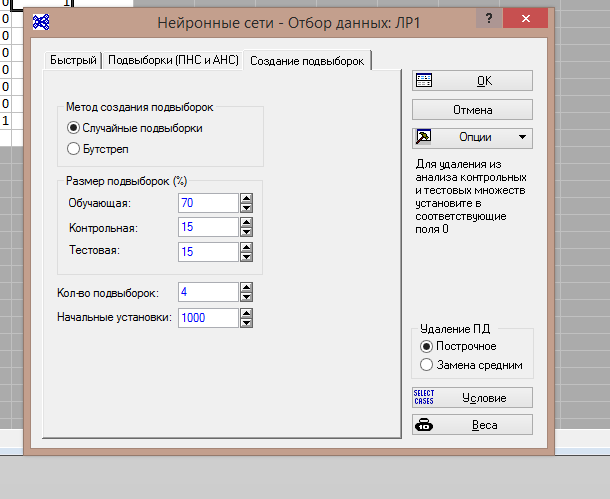 0
1
Нейронные сети - Отбор данных: ЛР1
?
0
0
0
0
0
1
Быстрый
Подвыборки (ПНС и АНС)
Создание подвыборок
Метод создания подвыборок
Случайные подвыборки
Бутстреп
Размер подвыборок (%)
Обучающая: 70
Контрольная: 15
Тестовая: 15
Кол-во подвыборок: 4
Начальные установки: 1000
OK
Отмена
Опции
Для удаления из
анализа контрольных
и тестовых множеств
установите в
соответствующие
поля 0
Удаление ПД
Построчное
Замена средним
SELECT
CASES
Условие
Веса